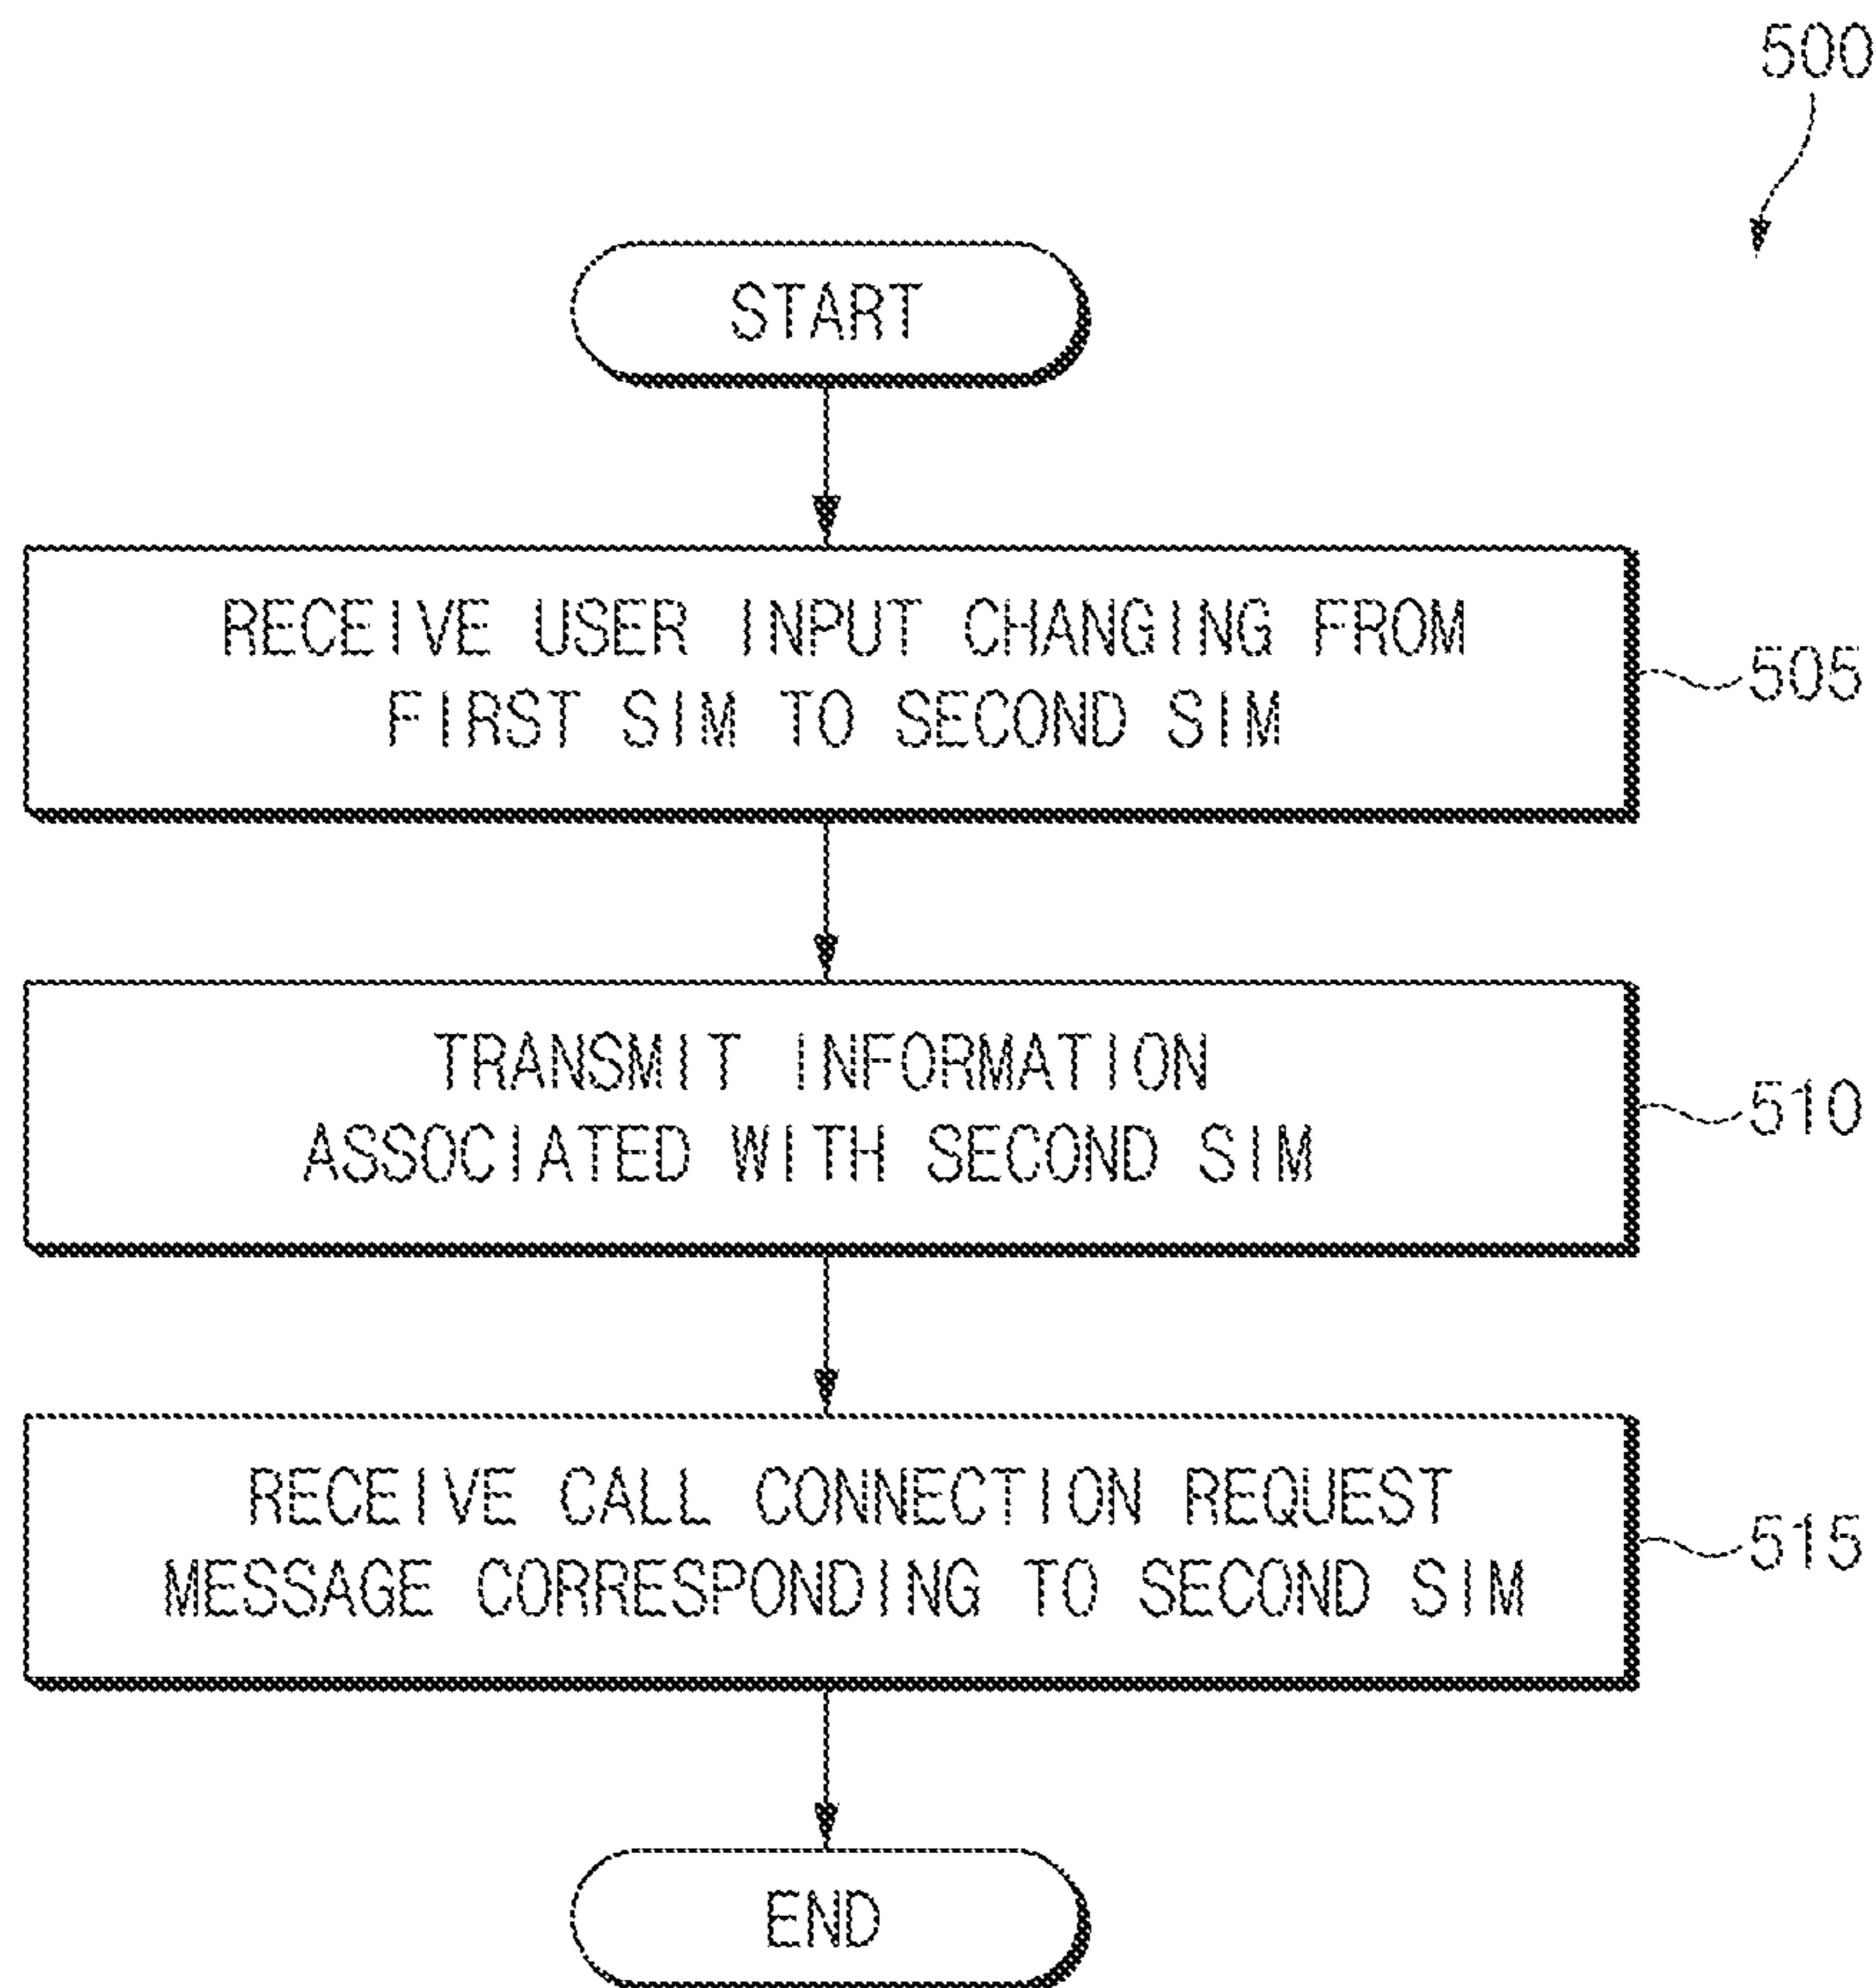 500
START
RECEIVE USER INPUT CHANGING FROM
FIRST SIM TO SECOND SIM
505
TRANSMIT INFORMATION
ASSOCIATED WITH SECOND SIM
510
RECEIVE CALL CONNECTION REQUEST
MESSAGE CORRESPONDING TO SECOND SIM
515
END